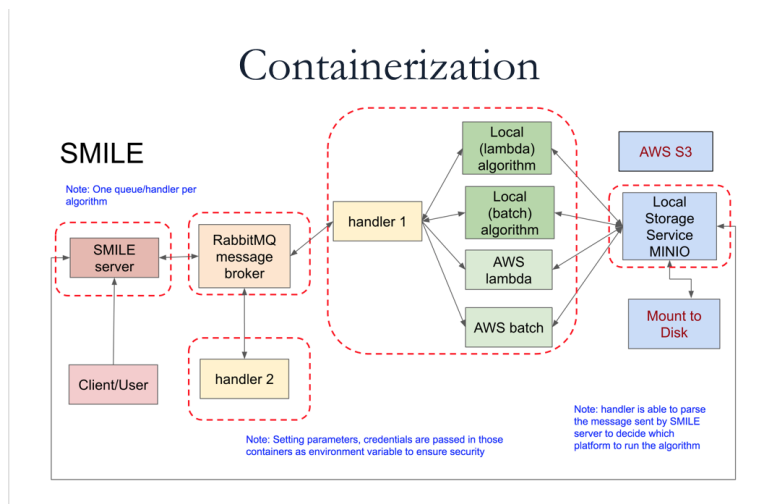 Containerization
SMILE
Note: One queue/handler per
algorithm
SMILE
server
Client/User
RabbitMQ
message
broker
handler 2
handler 1
Local
(lambda)
algorithm
Local
(batch)
algorithm
AWS
lambda
AWS batch
AWS S3
Local
Storage
Service
MINIO
Mount to
Disk
Note: handler is able to parse
the message sent by SMILE
server to decide which
platform to run the algorithm
Note: Setting parameters, credentials are passed in those
containers as environment variable to ensure security